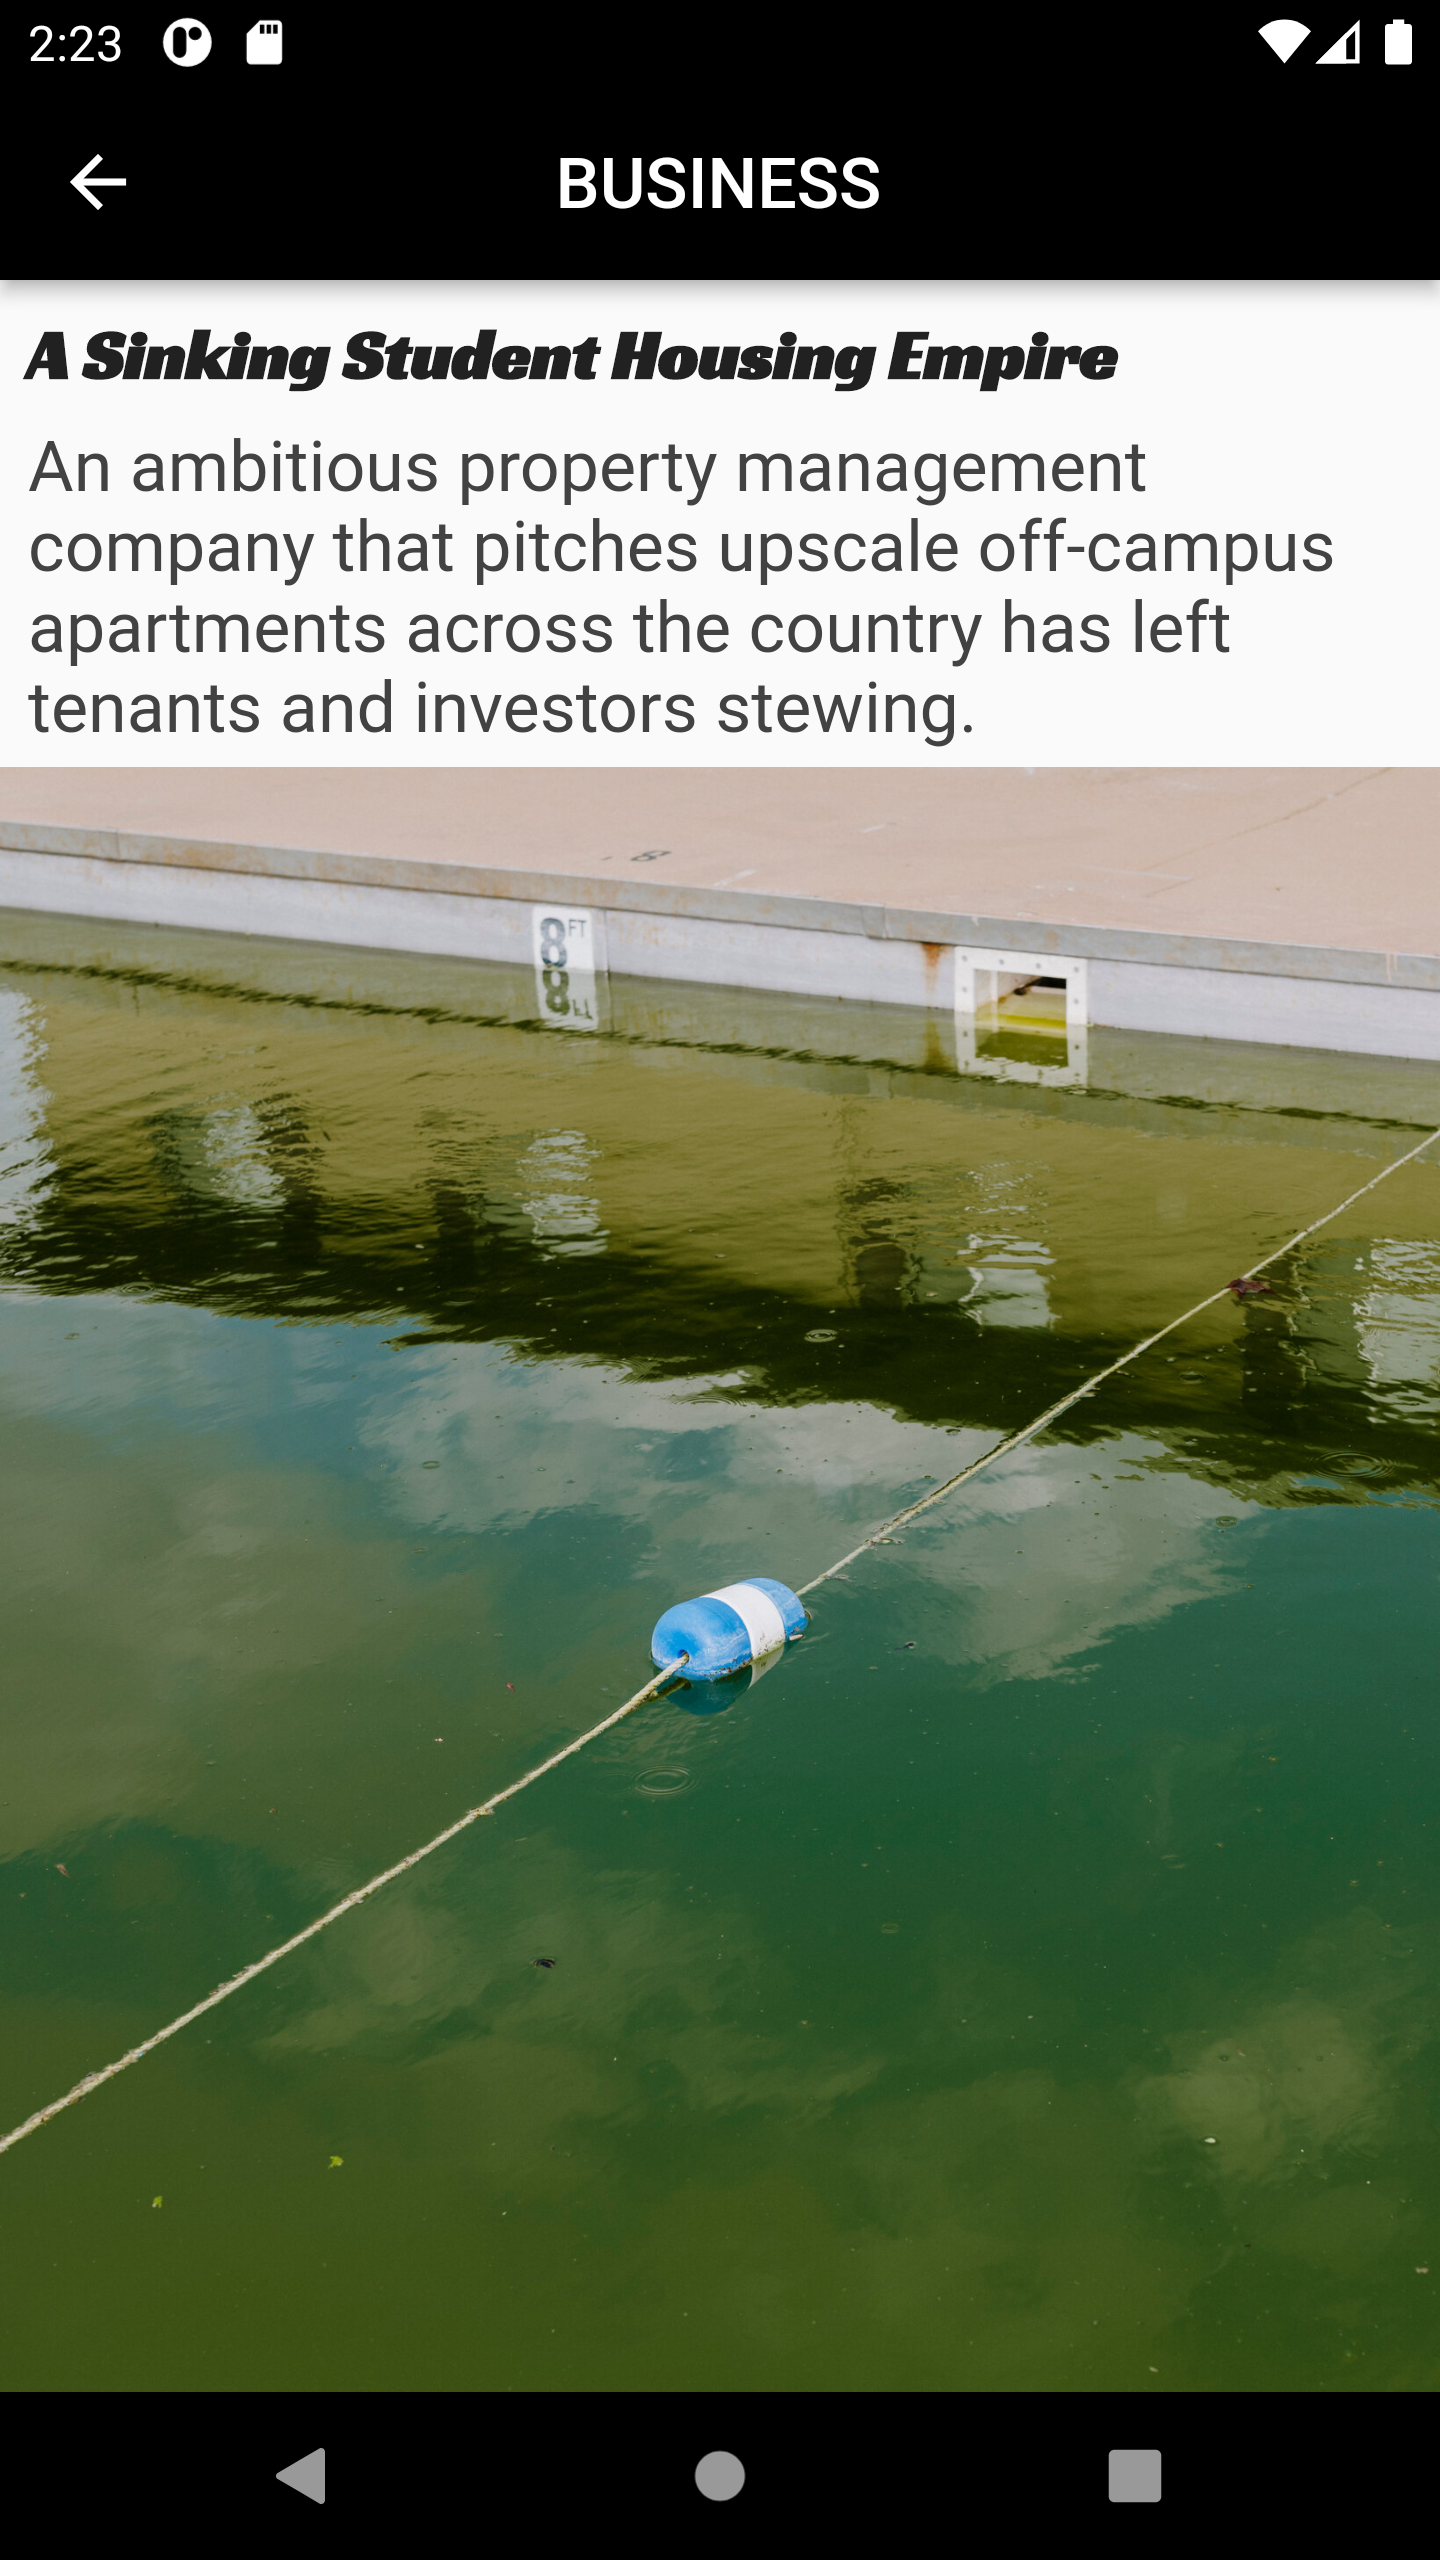 2:23
BUSINESS
A Sinking Student Housing Empire
An ambitious property management
company that pitches upscale off-campus
apartments across the country has left
tenants and investors stewing.
8 FT